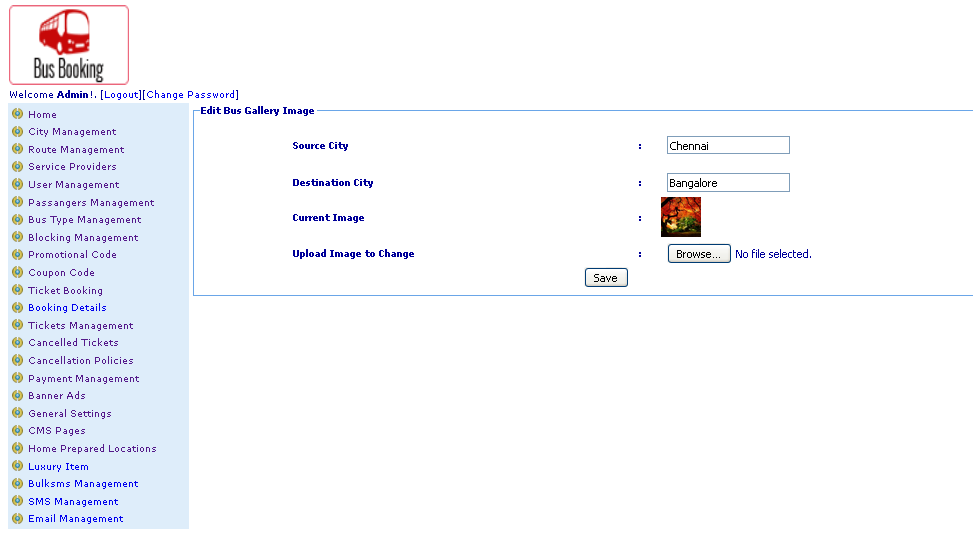 Bus Booking
Welcome Admin!. [Logout][Change Password]
Home
City Management
Route Management
Service Providers
User Management
Passangers Management
Bus Type Management
Blocking Management
Promotional Code
Coupon Code
Ticket Booking
Booking Details
Tickets Management
Cancelled Tickets
Cancellation Policies
Payment Management
Banner Ads
General Settings
CMS Pages
Home Prepared Locations
Luxury Item
Bulksms Management
SMS Management
Email Management
Edit Bus Gallery Image
Source City : Chennai
Destination City : Bangalore
Current Image :
Upload Image to Change : Browse... No file selected.
Save